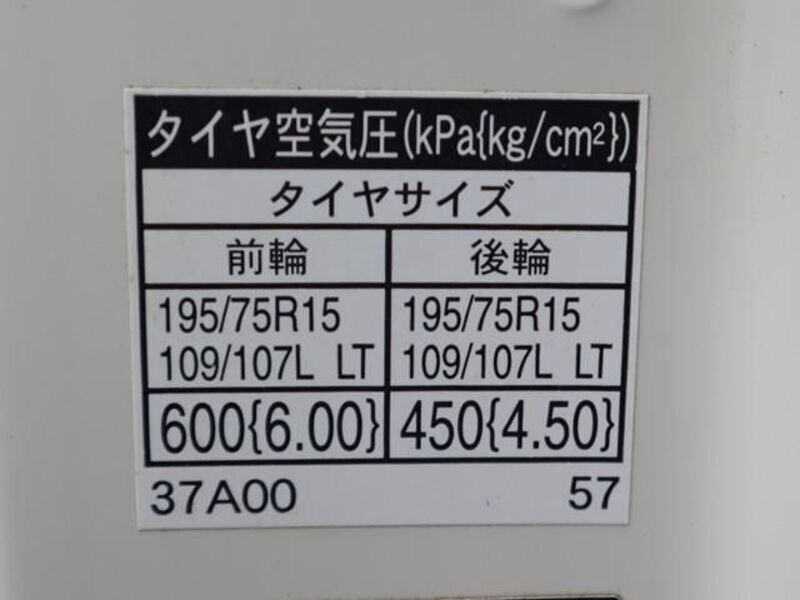 タイヤ空気圧(kPa{kg/cm²})
タイヤサイズ
前輪 後輪
195/75R15 195/75R15
109/107L LT 109/107L LT
600{6.00} 450{4.50}
37A00 57